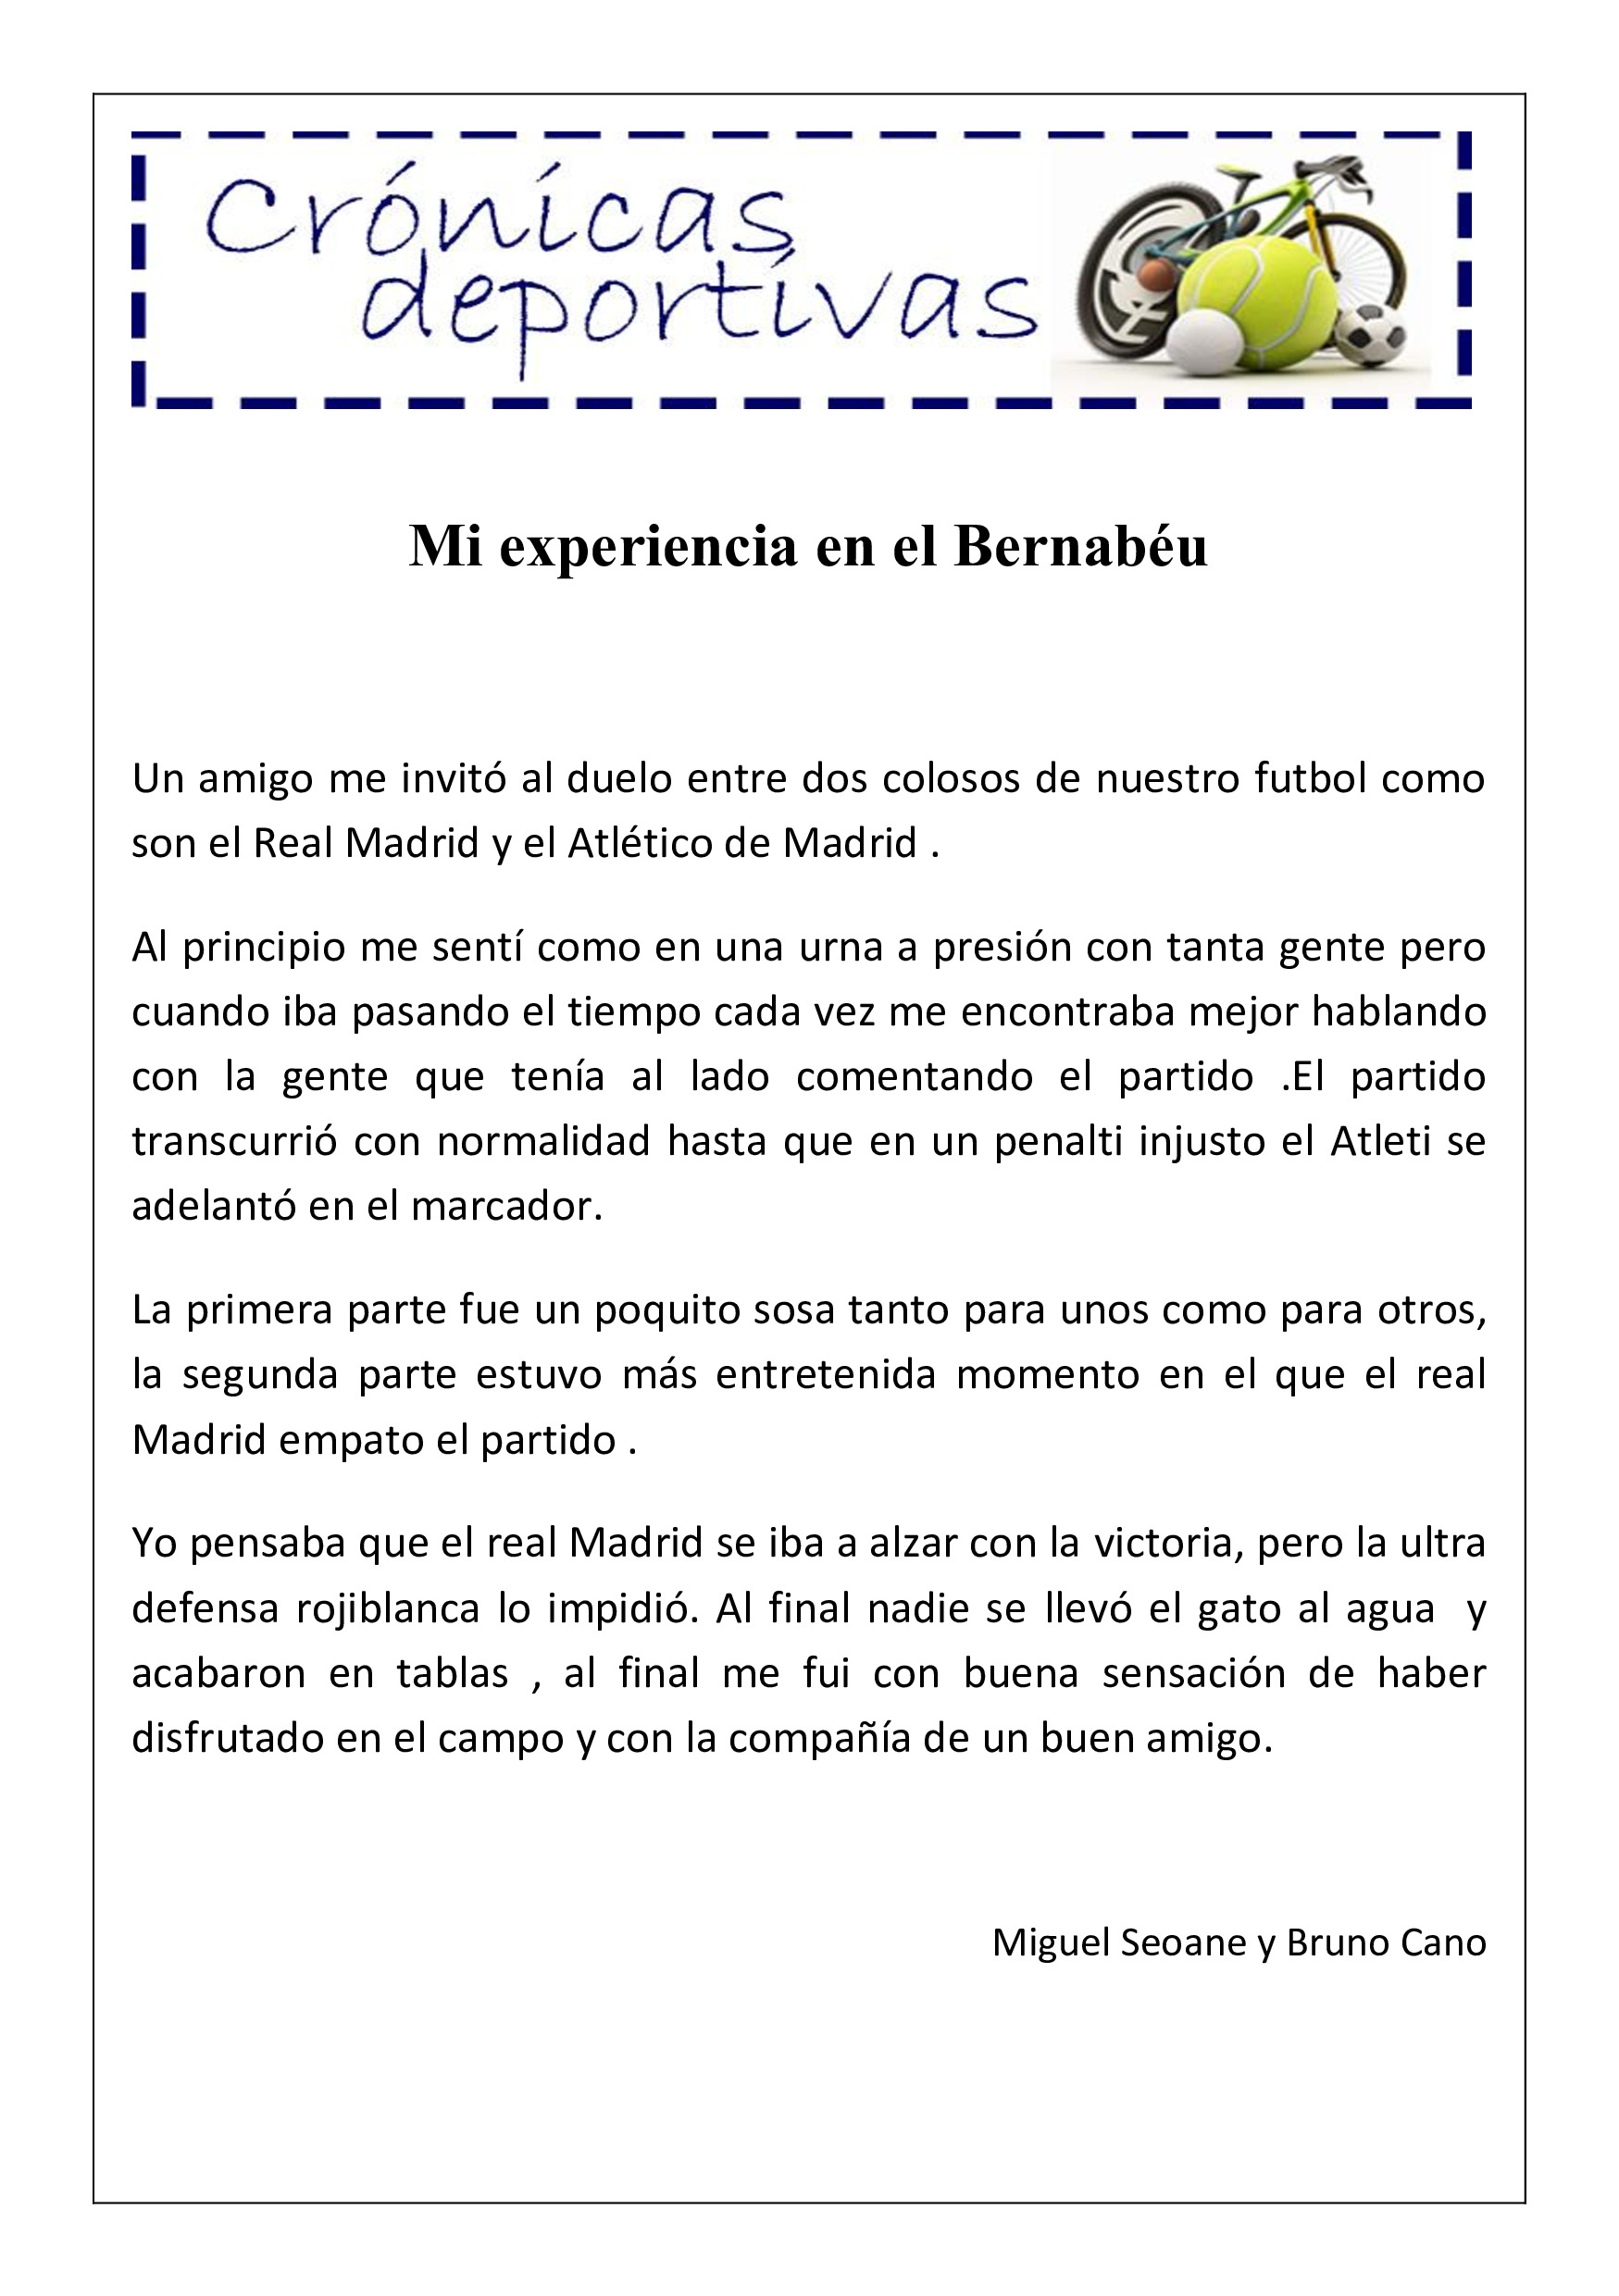 Crónicas
deportivas
Mi experiencia en el Bernabéu
Un amigo me invitó al duelo entre dos colosos de nuestro futbol como
son el Real Madrid y el Atlético de Madrid .
Al principio me sentí como en una urna a presión con tanta gente pero
cuando iba pasando el tiempo cada vez me encontraba mejor hablando
con la gente que tenía al lado comentando el partido .El partido
transcurrió con normalidad hasta que en un penalti injusto el Atleti se
adelantó en el marcador.
La primera parte fue un poquito sosa tanto para unos como para otros,
la segunda parte estuvo más entretenida momento en el que el real
Madrid empato el partido .
Yo pensaba que el real Madrid se iba a alzar con la victoria, pero la ultra
defensa rojiblanca lo impidió. Al final nadie se llevó el gato al agua  y
acabaron en tablas , al final me fui con buena sensación de haber
disfrutado en el campo y con la compañía de un buen amigo.
Miguel Seoane y Bruno Cano